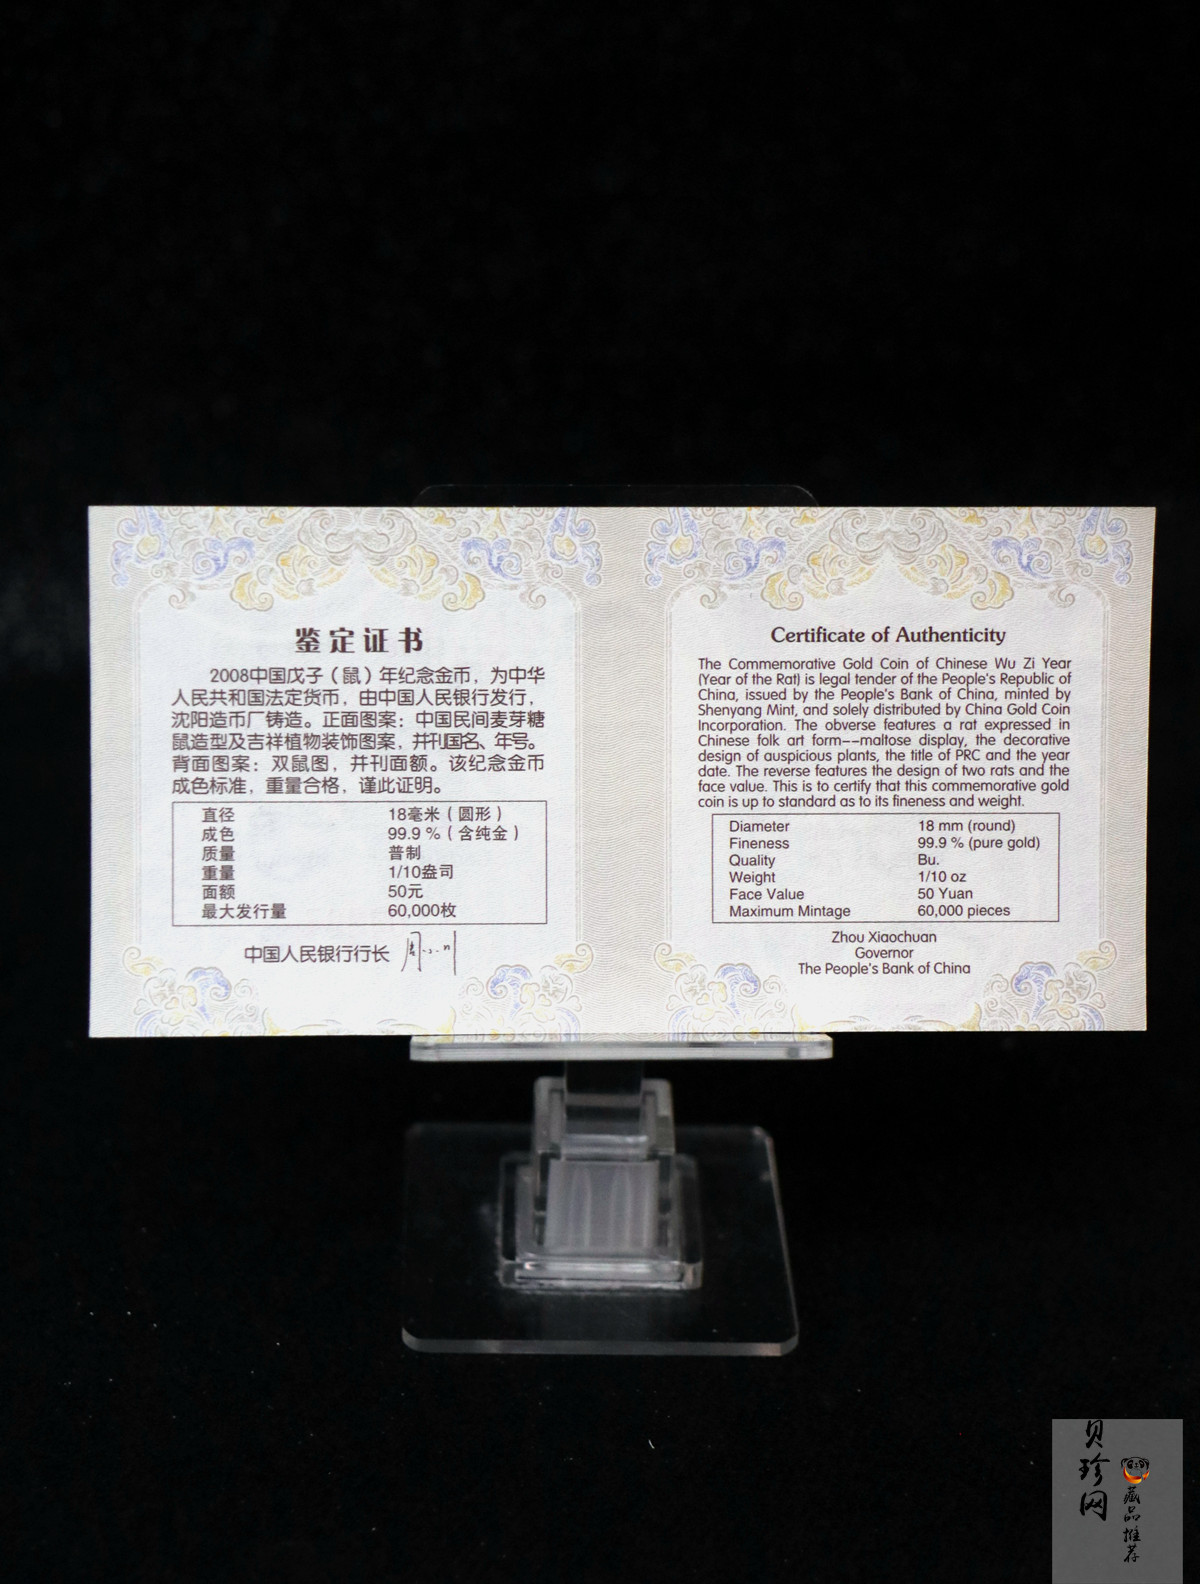 鉴定证书
2008中国戊子（鼠）年纪念金币，为中华
人民共和国法定货币，由中国人民银行发行，
沈阳造币厂铸造。正面图案：中国民间麦芽糖
鼠造型及吉祥植物装饰图案，并刊国名、年号。
背面图案：双鼠图，并刊面额。该纪念金币
成色标准，重量合格，谨此证明。
直径 18毫米（圆形）
成色 99.9％（含纯金）
质量 普制
重量 1/10盎司
面额 50元
最大发行量 60,000枚
中国人民银行行长
Certificate of Authenticity
The Commemorative Gold Coin of Chinese Wu Zi Year
(Year of the Rat) is legal tender of the People's Republic of
China, issued by the People's Bank of China, minted by
Shenyang Mint, and solely distributed by China Gold Coin
Incorporation. The obverse features a rat expressed in
Chinese folk art form––maltose display, the decorative
design of auspicious plants, the title of PRC and the year
date. The reverse features the design of two rats and the
face value. This is to certify that this commemorative gold
coin is up to standard as to its fineness and weight.
Diameter 18 mm (round)
Fineness 99.9 % (pure gold)
Quality Bu.
Weight 1/10 oz
Face Value 50 Yuan
Maximum Mintage 60,000 pieces
Zhou Xiaochuan
Governor
The People's Bank of China
贝珍网
藏品推荐